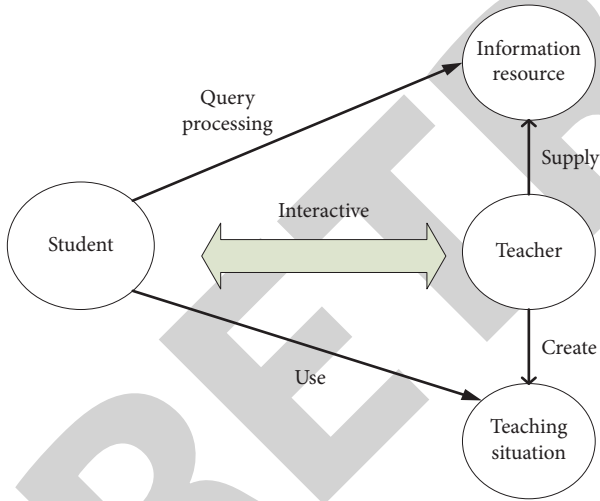 Information
resource
Query
processing
Supply
Interactive
Student
Teacher
Create
Use
Teaching
situation